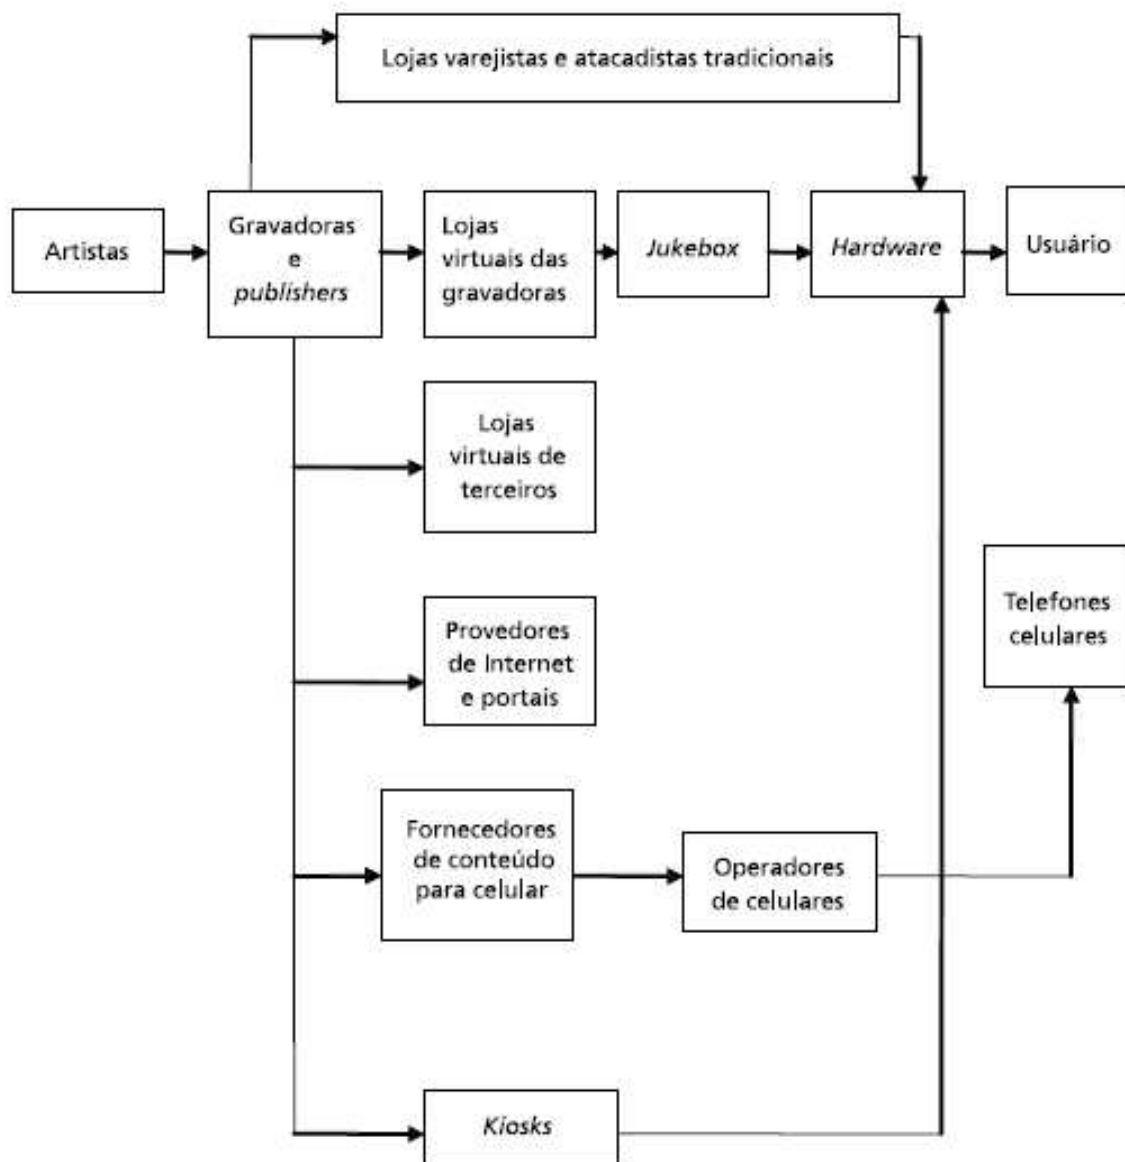 Lojas varejistas e atacadistas tradicionais
Artistas
Gravadoras
e
publishers
Lojas
virtuais das
gravadoras
Jukebox
Hardware
Usuário
Lojas
virtuais de
terceiros
Provedores
de Internet
e portais
Telefones
celulares
Fornecedores
de conteúdo
para celular
Operadores
de celulares
Kiosks